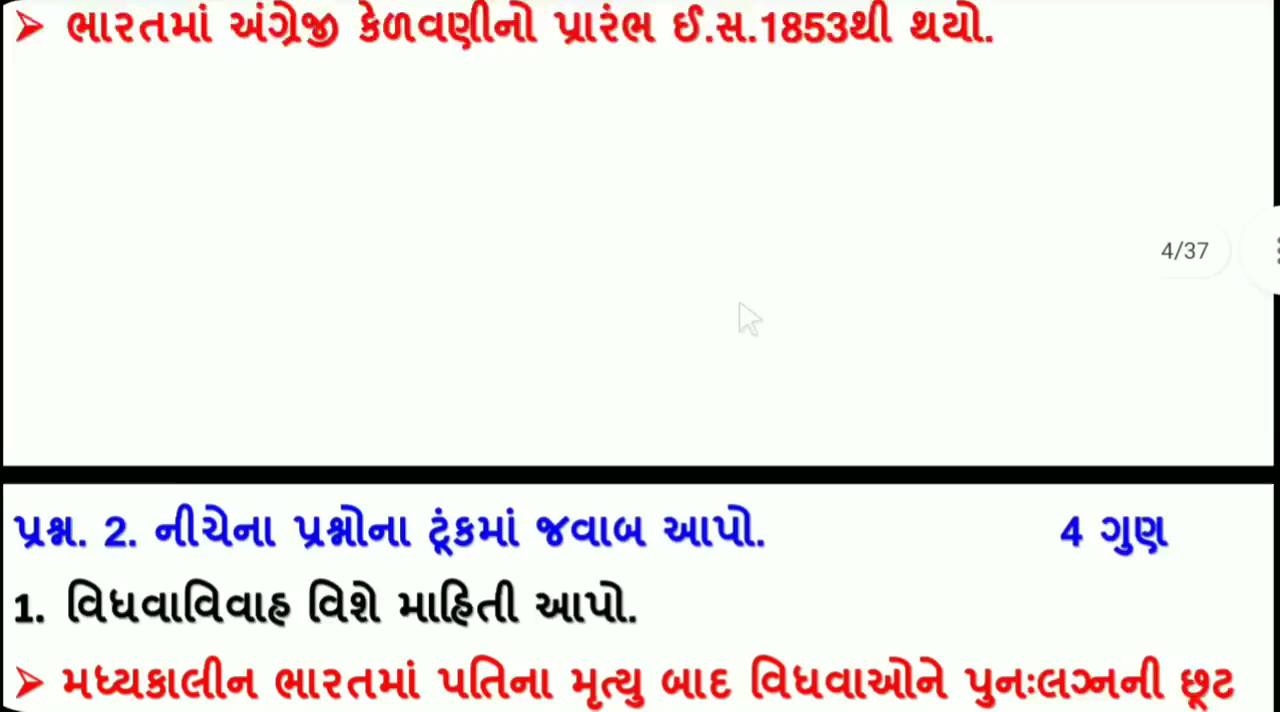 ➢ ભારતમાં અંગ્રેજી કેળવણીનો પ્રારંભ ઈ.સ.1853થી થયો.
4/37
પ્રશ્ન. 2. નીચેના પ્રશ્નોના ટૂંકમાં જવાબ આપો. 4 ગુણ
1. વિધવાવિવાહ વિશે માહિતી આપો.
➢ મધ્યકાલીન ભારતમાં પતિના મૃત્યુ બાદ વિધવાઓને પુનઃલગ્નની છૂટ